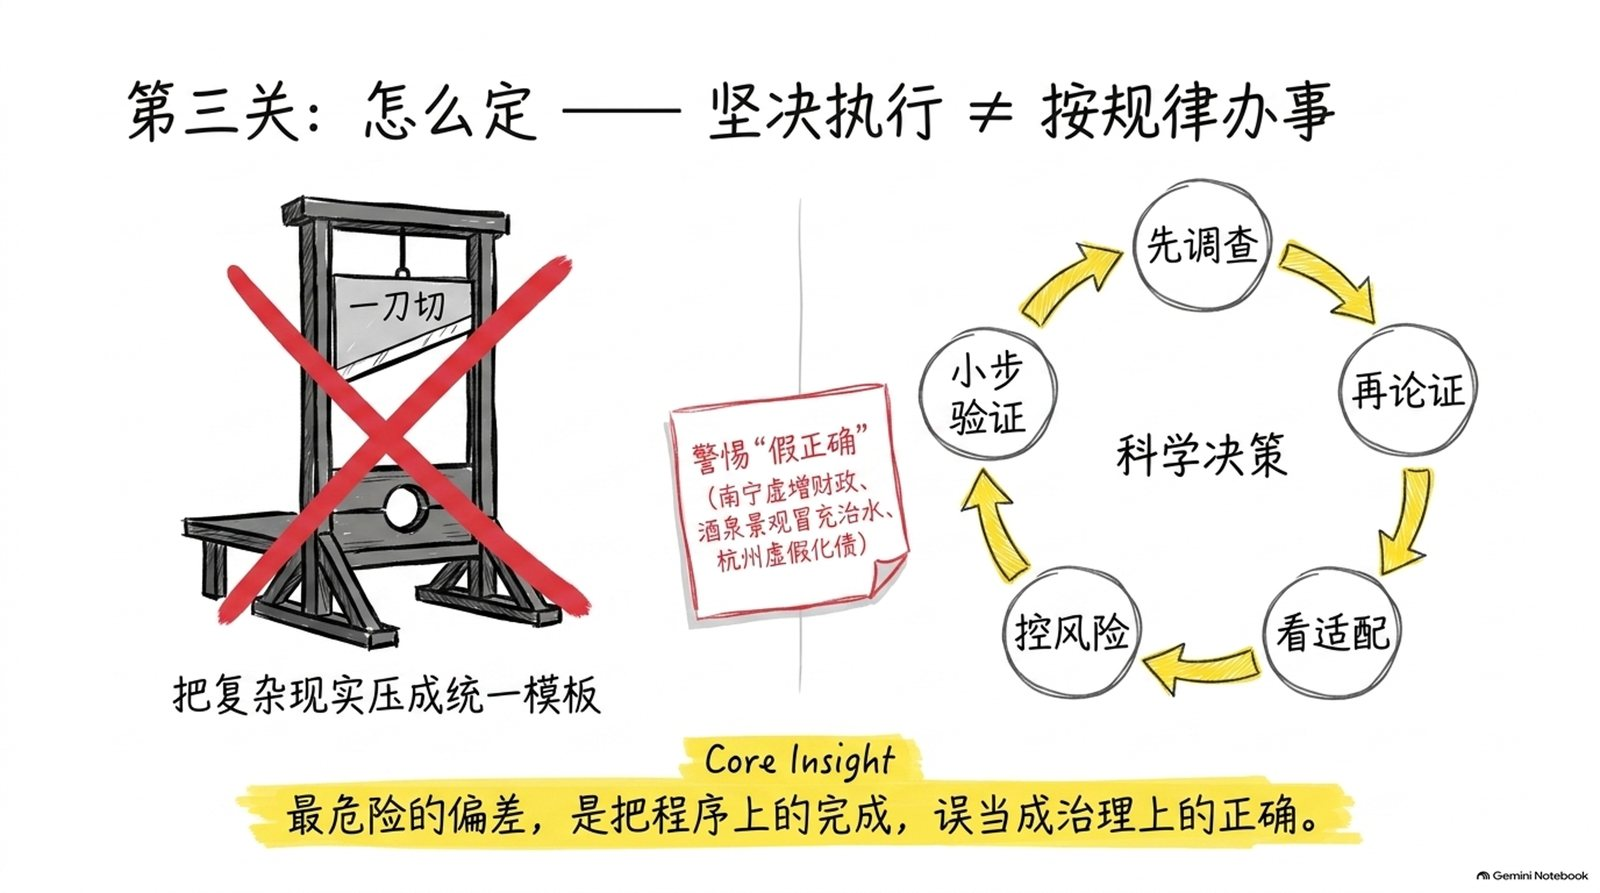 第三关：怎么定 —— 坚决执行 ≠ 按规律办事
一刀切
把复杂现实压成统一模板
警惕“假正确”
（南宁虚增财政、
酒泉景观冒充治水、
杭州虚假化债）
先调查
再论证
看适配
控风险
小步
验证
科学决策
Core Insight
最危险的偏差，是把程序上的完成，误当成治理上的正确。
Gemini Notebook